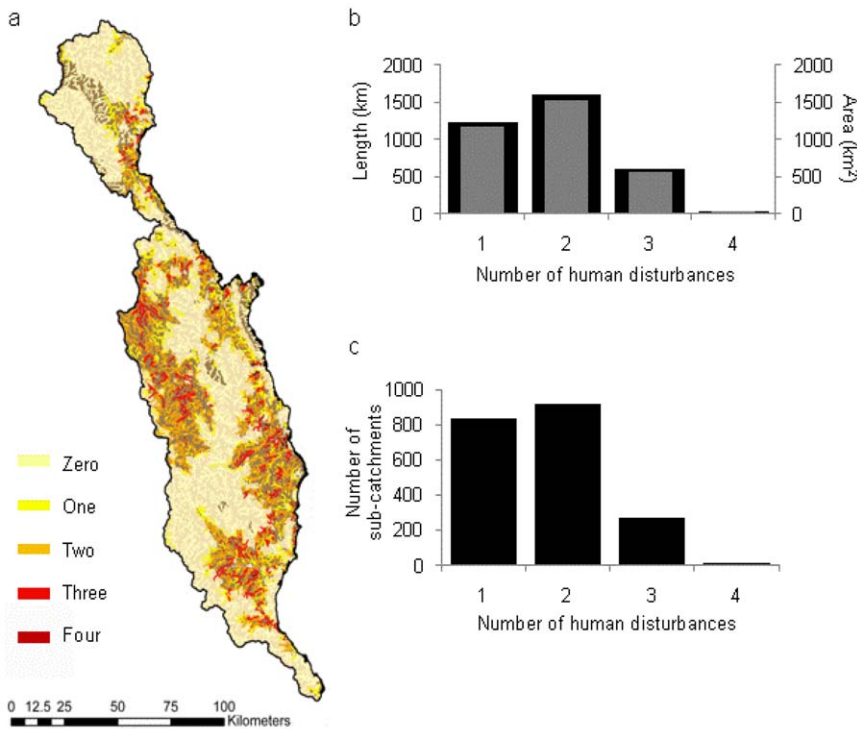 a
Zero
One
Two
Three
Four
0 12.5 25 50 75 100
Kilometers
b
2000
1500
1000
500
0
Length (km)
2000
1500
1000
500
0
Area (km²)
1 2 3 4
Number of human disturbances
c
1000
800
600
400
200
0
Number of
sub-catchments
1 2 3 4
Number of human disturbances